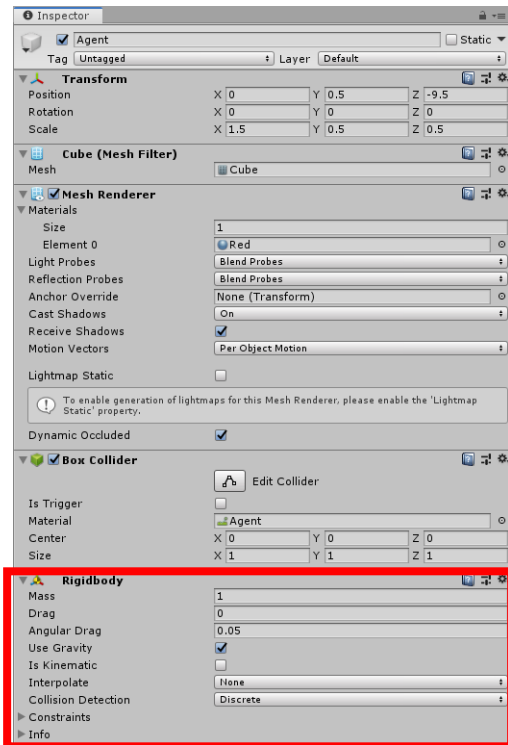 Inspector
Agent Static
Tag Untagged Layer Default
Transform
Position X 0 Y 0.5 Z -9.5
Rotation X 0 Y 0 Z 0
Scale X 1.5 Y 0.5 Z 0.5
Cube (Mesh Filter)
Mesh Cube
Mesh Renderer
Materials
Size 1
Element 0 Red
Light Probes Blend Probes
Reflection Probes Blend Probes
Anchor Override None (Transform)
Cast Shadows On
Receive Shadows
Motion Vectors Per Object Motion
Lightmap Static
To enable generation of lightmaps for this Mesh Renderer, please enable the 'Lightmap
Static' property.
Dynamic Occluded
Box Collider
Edit Collider
Is Trigger
Material Agent
Center X 0 Y 0 Z 0
Size X 1 Y 1 Z 1
Rigidbody
Mass 1
Drag 0
Angular Drag 0.05
Use Gravity
Is Kinematic
Interpolate None
Collision Detection Discrete
Constraints
Info